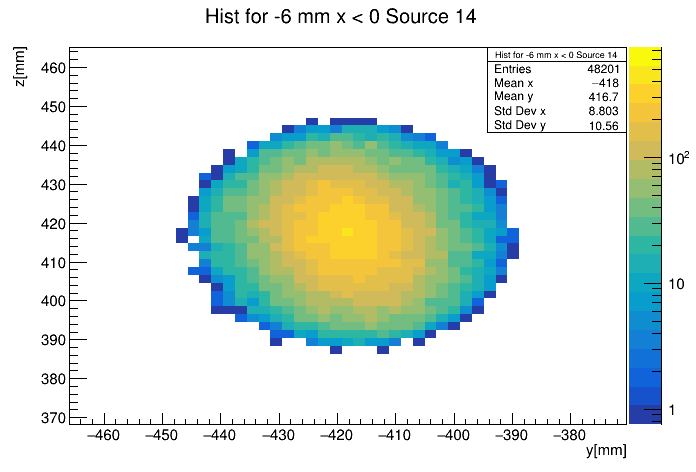 Hist for -6 mm x < 0 Source 14
z[mm]
Hist for -6 mm x < 0 Source 14
Entries 48201
Mean x −418
Mean y 416.7
Std Dev x 8.803
Std Dev y 10.56
460
450
440
430
420
410
400
390
380
370
−460 −450 −440 −430 −420 −410 −400 −390 −380
y[mm]
10²
10
1